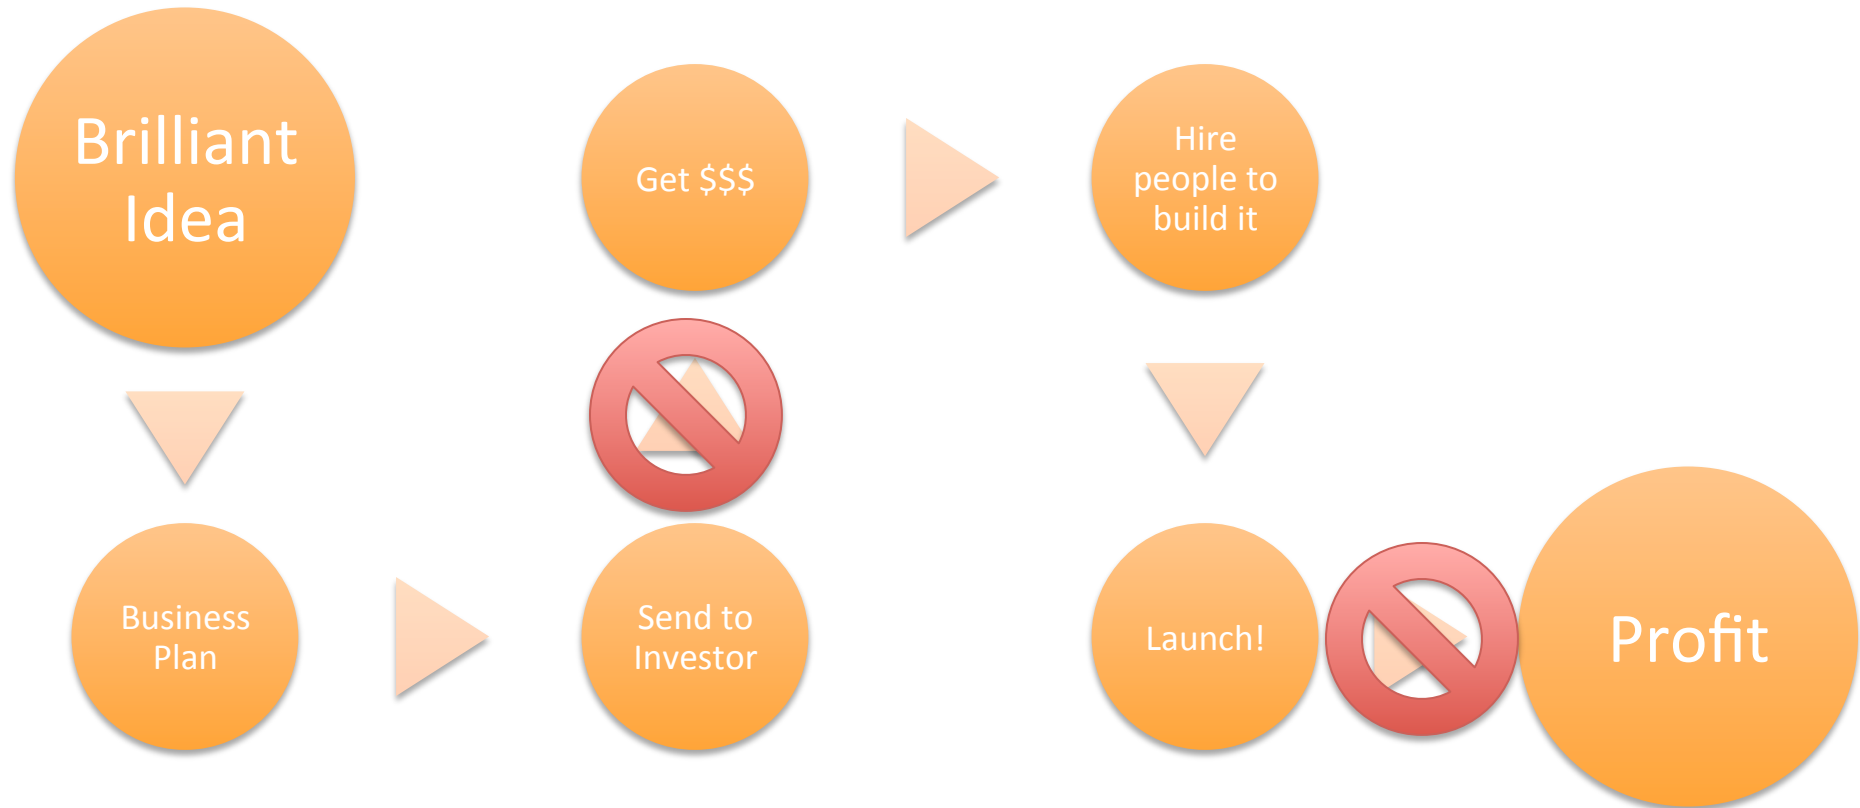 Brilliant
Idea
Business
Plan
Send to
Investor
Get $$$
Hire
people to
build it
Launch!
Profit